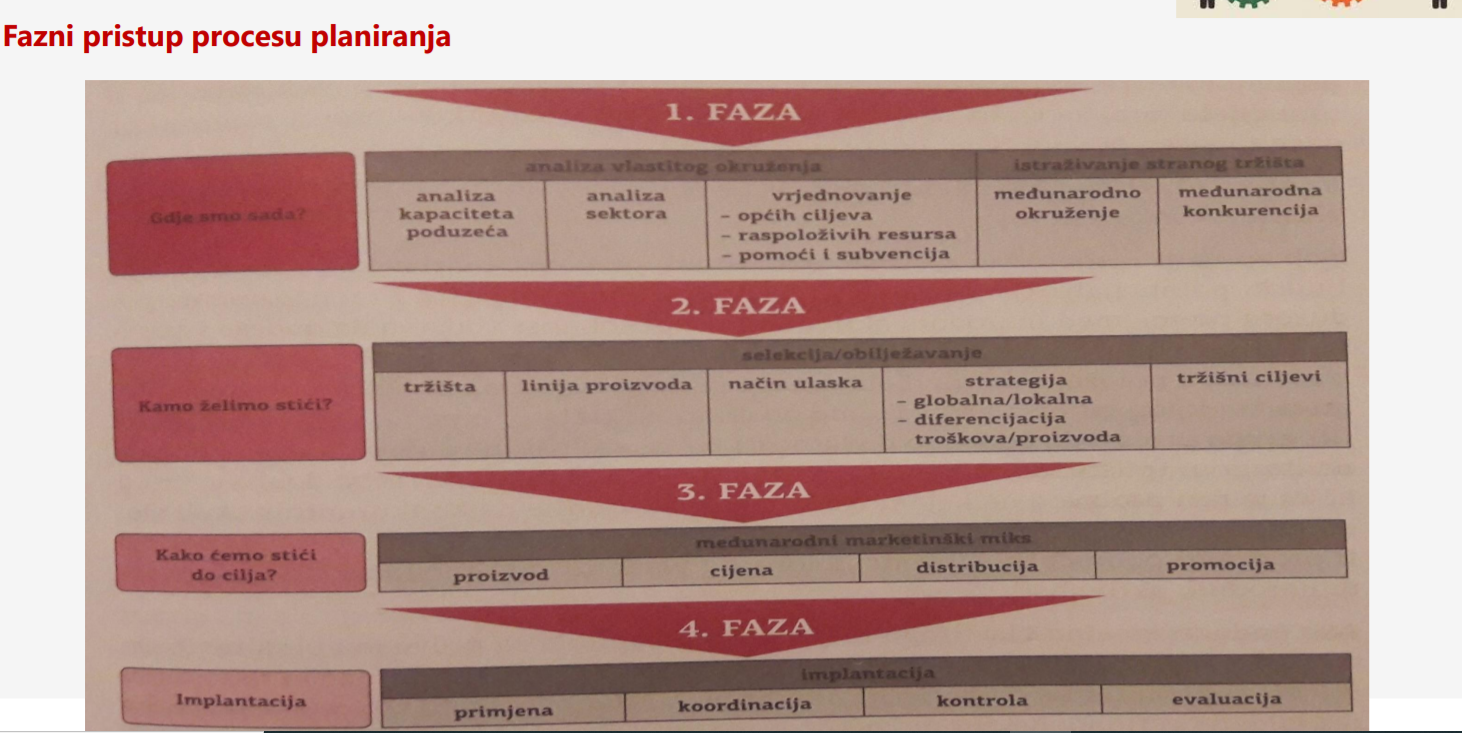 Fazni pristup procesu planiranja
1. FAZA
Gdje smo sada?
analiza vlastitog okruženja
istraživanje stranog tržišta
analiza
kapaciteta
poduzeća
analiza
sektora
vrjednovanje
– općih ciljeva
– raspoloživih resursa
– pomoći i subvencija
međunarodno
okruženje
međunarodna
konkurencija
2. FAZA
Kamo želimo stići?
selekcija/obilježavanje
tržišta
linija proizvoda
način ulaska
strategija
– globalna/lokalna
– diferencijacija
troškova/proizvoda
tržišni ciljevi
3. FAZA
Kako ćemo stići
do cilja?
međunarodni marketinški miks
proizvod
cijena
distribucija
promocija
4. FAZA
Implantacija
implantacija
primjena
koordinacija
kontrola
evaluacija